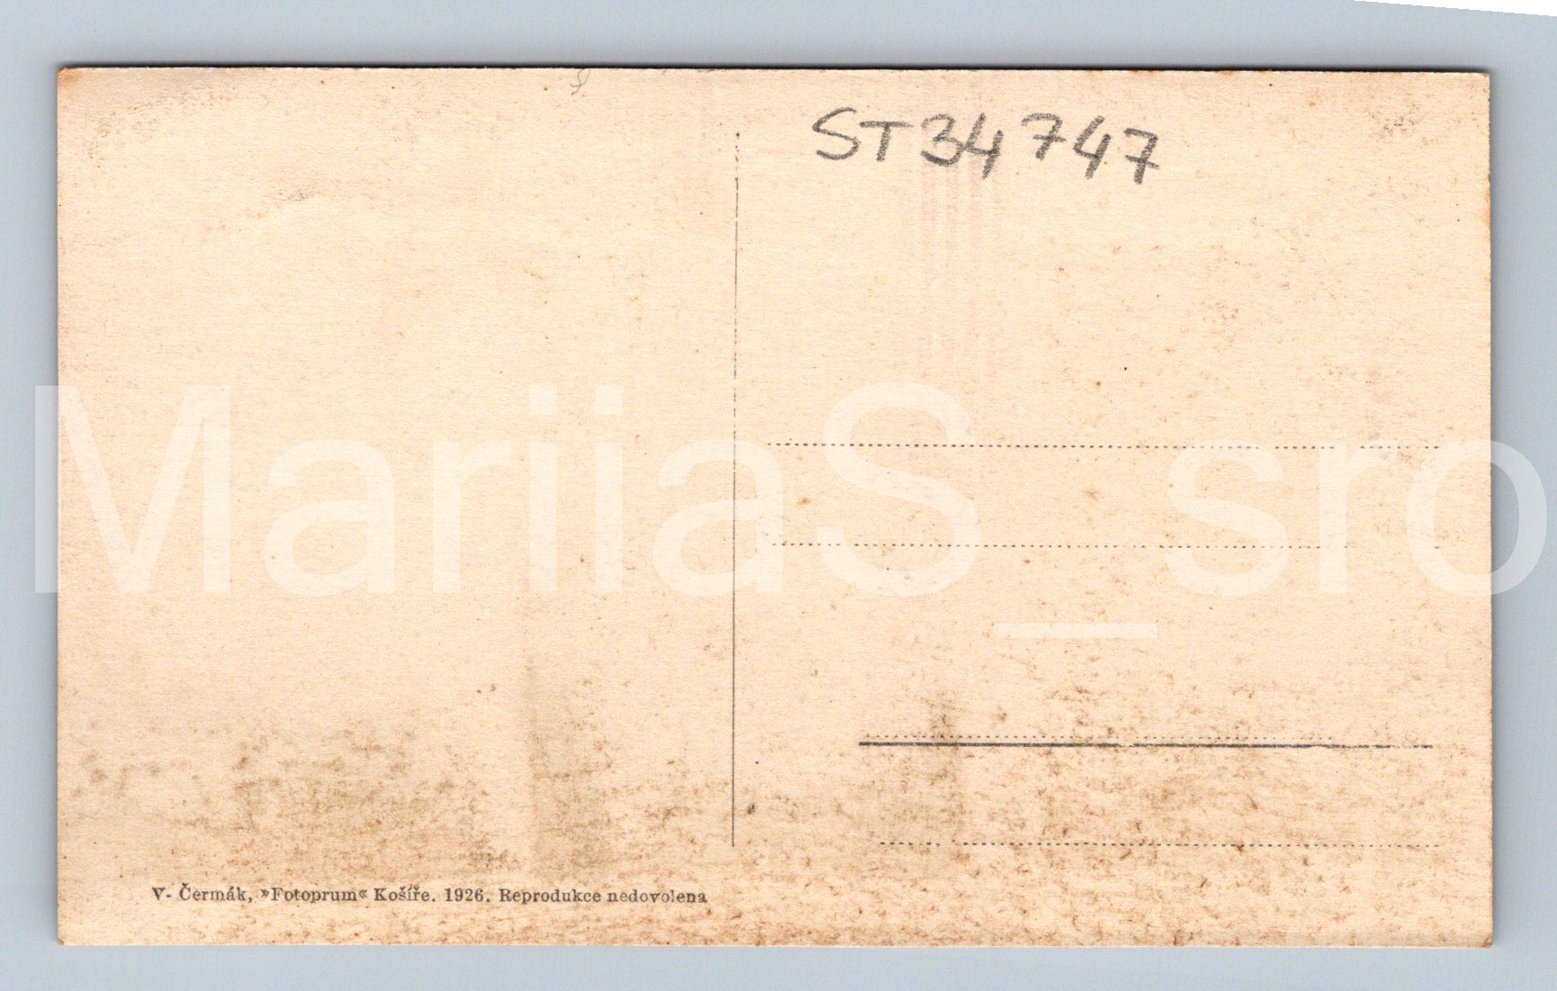 ST34747
MariiaS_sro
V. Čermák, »Fotoprum« Košíře. 1926. Reprodukce nedovolena